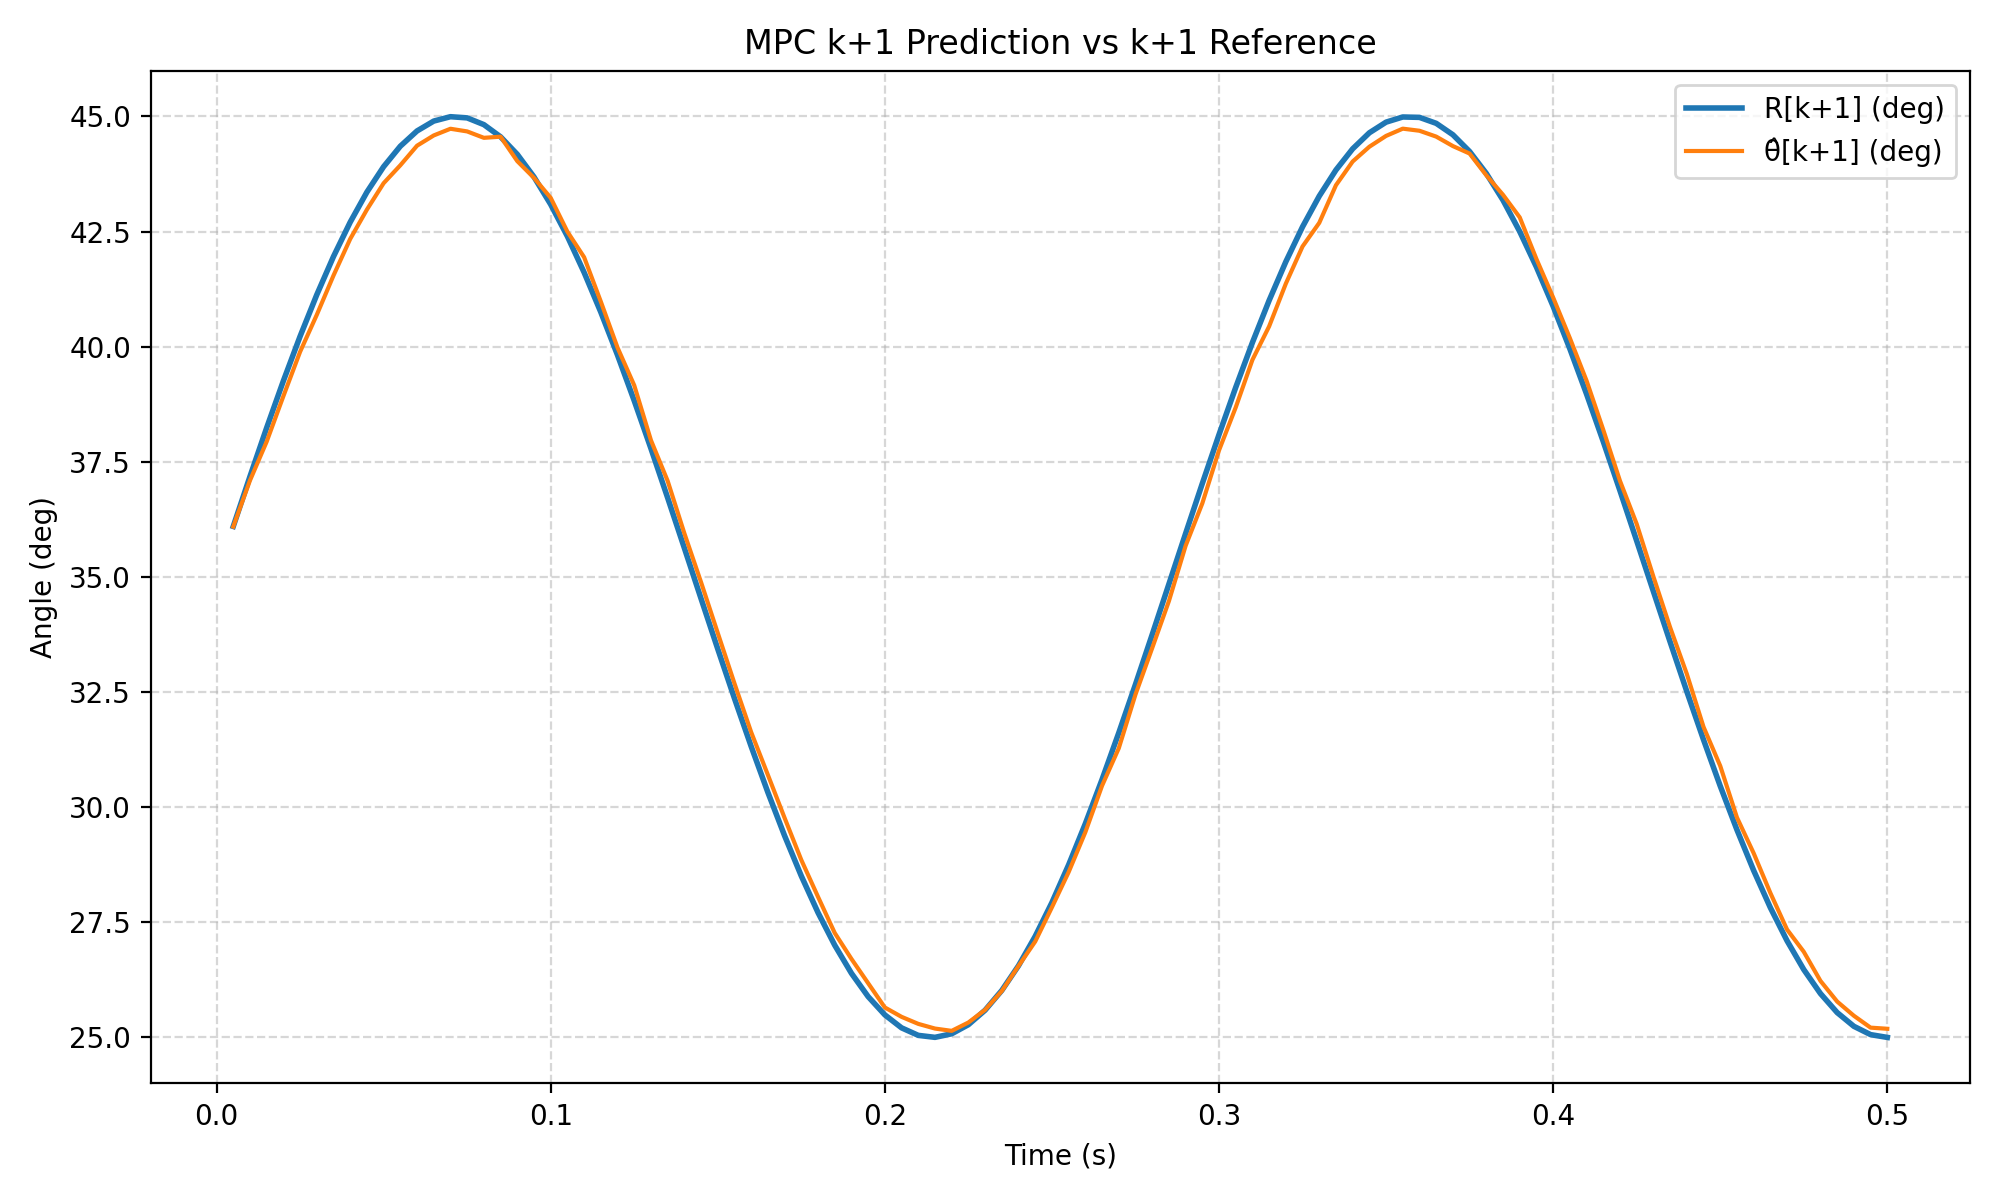 MPC k+1 Prediction vs k+1 Reference
R[k+1] (deg)
θ̂[k+1] (deg)
Angle (deg)
45.0
42.5
40.0
37.5
35.0
32.5
30.0
27.5
25.0
0.0 0.1 0.2 0.3 0.4 0.5
Time (s)